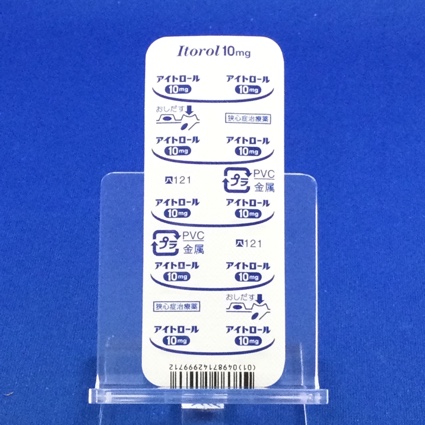 Itorol10mg
アイトロール アイトロール
10mg 10mg
おしだす
狭心症治療薬
アイトロール アイトロール
10mg 10mg
121
プラ PVC
金属
アイトロール アイトロール
10mg 10mg
プラ PVC
金属
121
アイトロール アイトロール
10mg 10mg
おしだす
狭心症治療薬
アイトロール アイトロール
10mg 10mg
(01)04987142999712